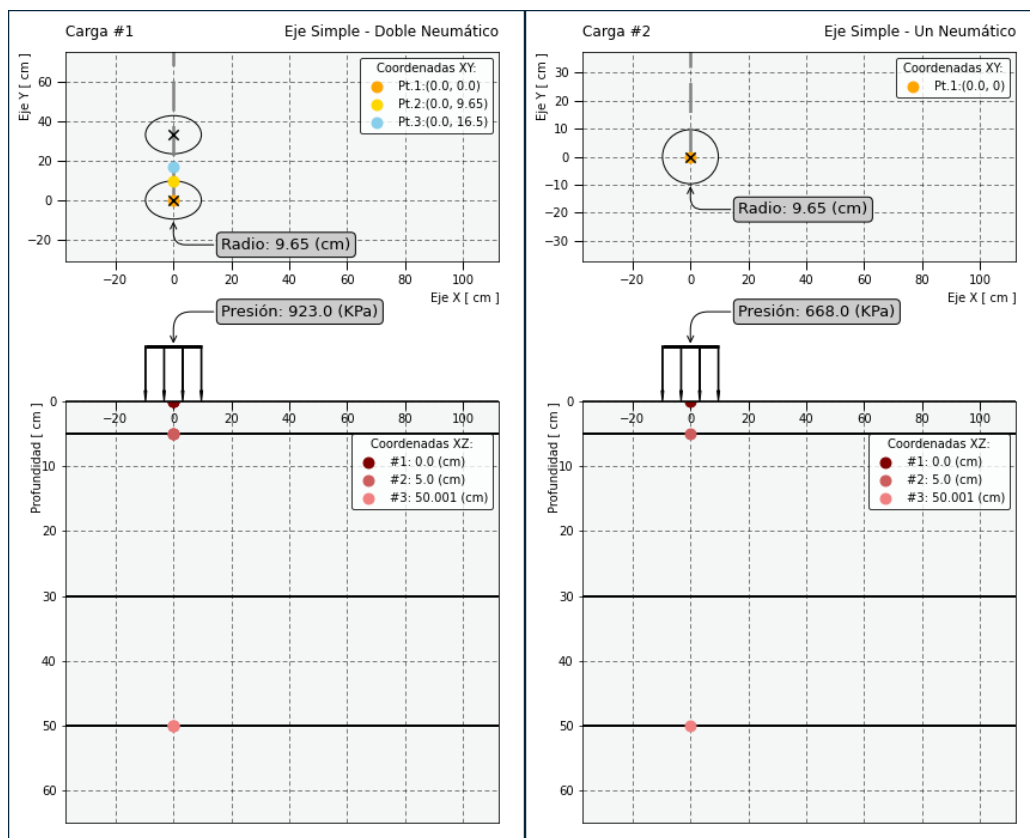 Carga #1
Eje Simple - Doble Neumático
Eje Y [ cm ]
60
40
20
0
−20
Coordenadas XY:
Pt.1:(0.0, 0.0)
Pt.2:(0.0, 9.65)
Pt.3:(0.0, 16.5)
Radio: 9.65 (cm)
−20 0 20 40 60 80 100
Eje X [ cm ]
Presión: 923.0 (KPa)
Profundidad [ cm ]
0
10
20
30
40
50
60
−20 0 20 40 60 80 100
Coordenadas XZ:
#1: 0.0 (cm)
#2: 5.0 (cm)
#3: 50.001 (cm)
Carga #2
Eje Simple - Un Neumático
Eje Y [ cm ]
30
20
10
0
−10
−20
−30
Coordenadas XY:
Pt.1:(0.0, 0)
Radio: 9.65 (cm)
−20 0 20 40 60 80 100
Eje X [ cm ]
Presión: 668.0 (KPa)
Profundidad [ cm ]
0
10
20
30
40
50
60
−20 0 20 40 60 80 100
Coordenadas XZ:
#1: 0.0 (cm)
#2: 5.0 (cm)
#3: 50.001 (cm)